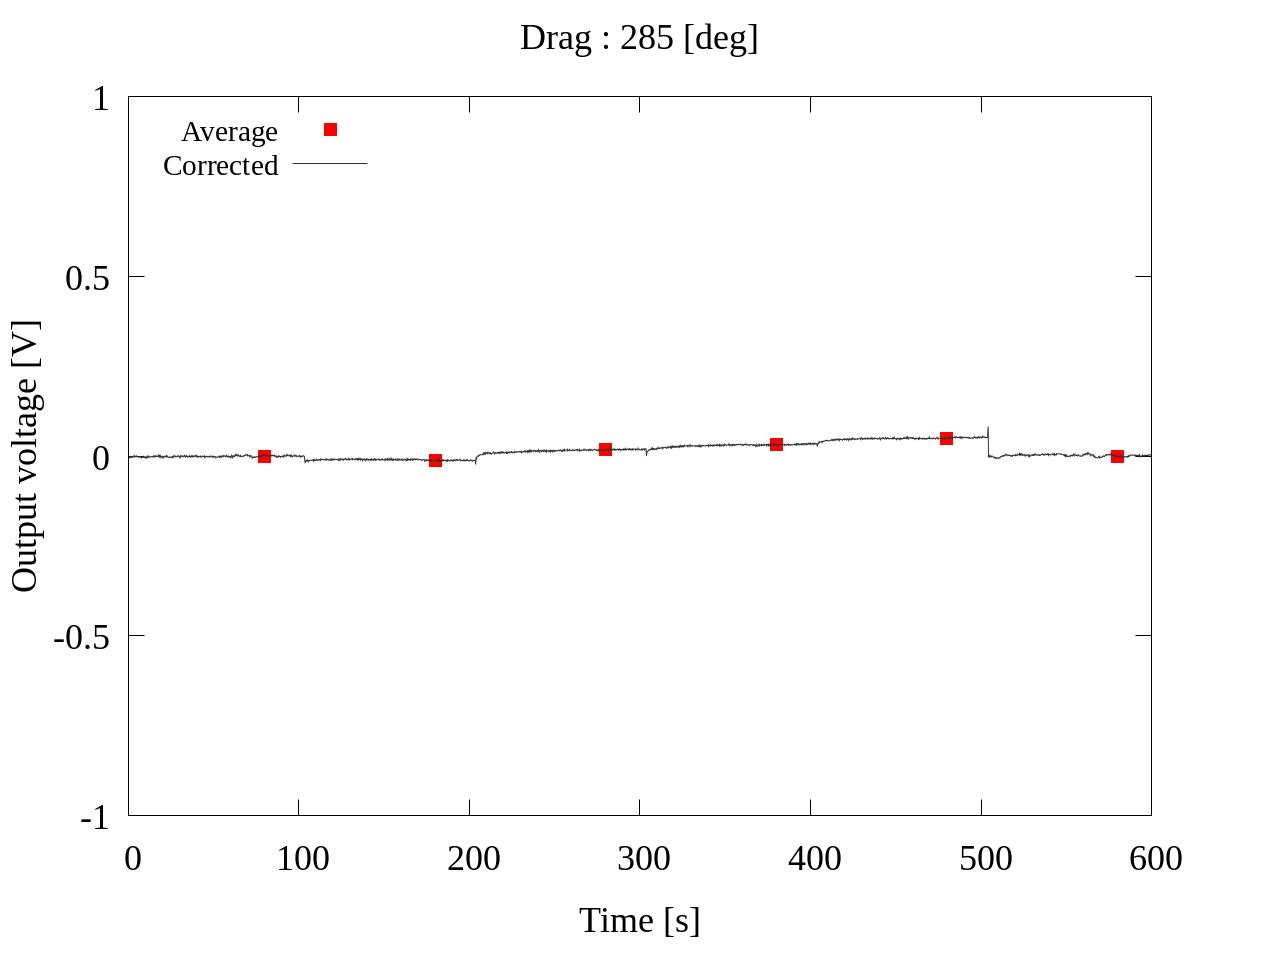 Drag : 285 [deg]
1
Average
Corrected
0.5
Output voltage [V]
0
-0.5
-1
0 100 200 300 400 500 600
Time [s]